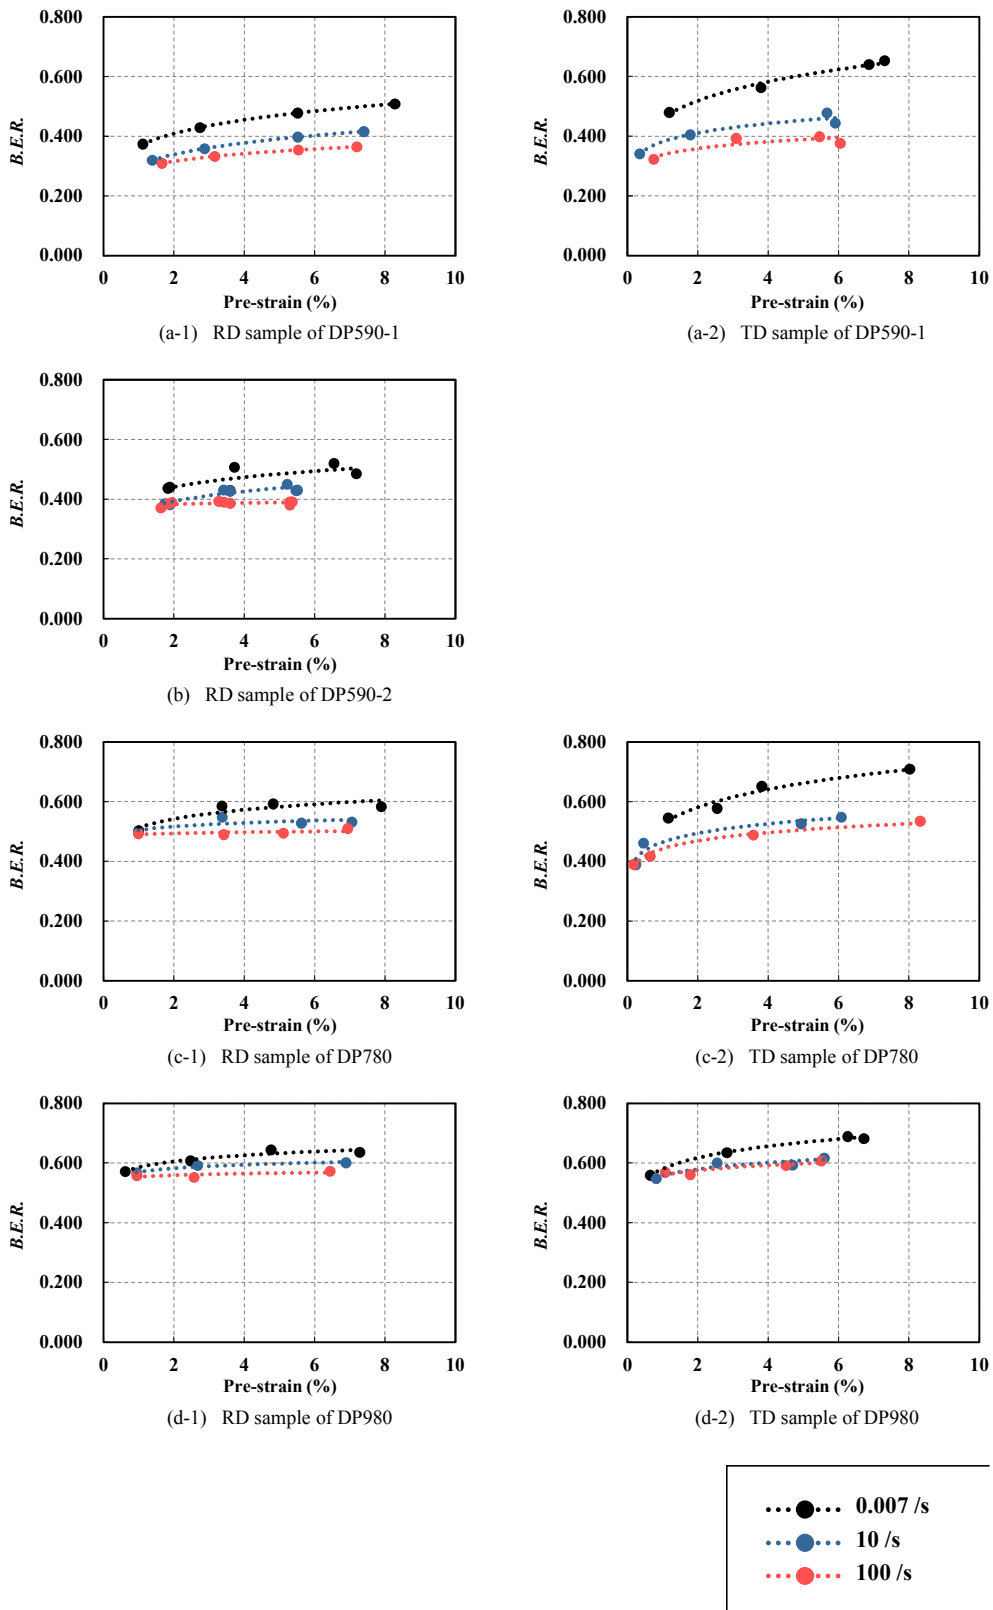 0.800
0.600
0.400
0.200
0.000
B.E.R.
0 2 4 6 8 10
Pre-strain (%)
(a-1) RD sample of DP590-1
0.800
0.600
0.400
0.200
0.000
B.E.R.
0 2 4 6 8 10
Pre-strain (%)
(a-2) TD sample of DP590-1
0.800
0.600
0.400
0.200
0.000
B.E.R.
0 2 4 6 8 10
Pre-strain (%)
(b) RD sample of DP590-2
0.800
0.600
0.400
0.200
0.000
B.E.R.
0 2 4 6 8 10
Pre-strain (%)
(c-1) RD sample of DP780
0.800
0.600
0.400
0.200
0.000
B.E.R.
0 2 4 6 8 10
Pre-strain (%)
(c-2) TD sample of DP780
0.800
0.600
0.400
0.200
0.000
B.E.R.
0 2 4 6 8 10
Pre-strain (%)
(d-1) RD sample of DP980
0.800
0.600
0.400
0.200
0.000
B.E.R.
0 2 4 6 8 10
Pre-strain (%)
(d-2) TD sample of DP980
0.007 /s
10 /s
100 /s